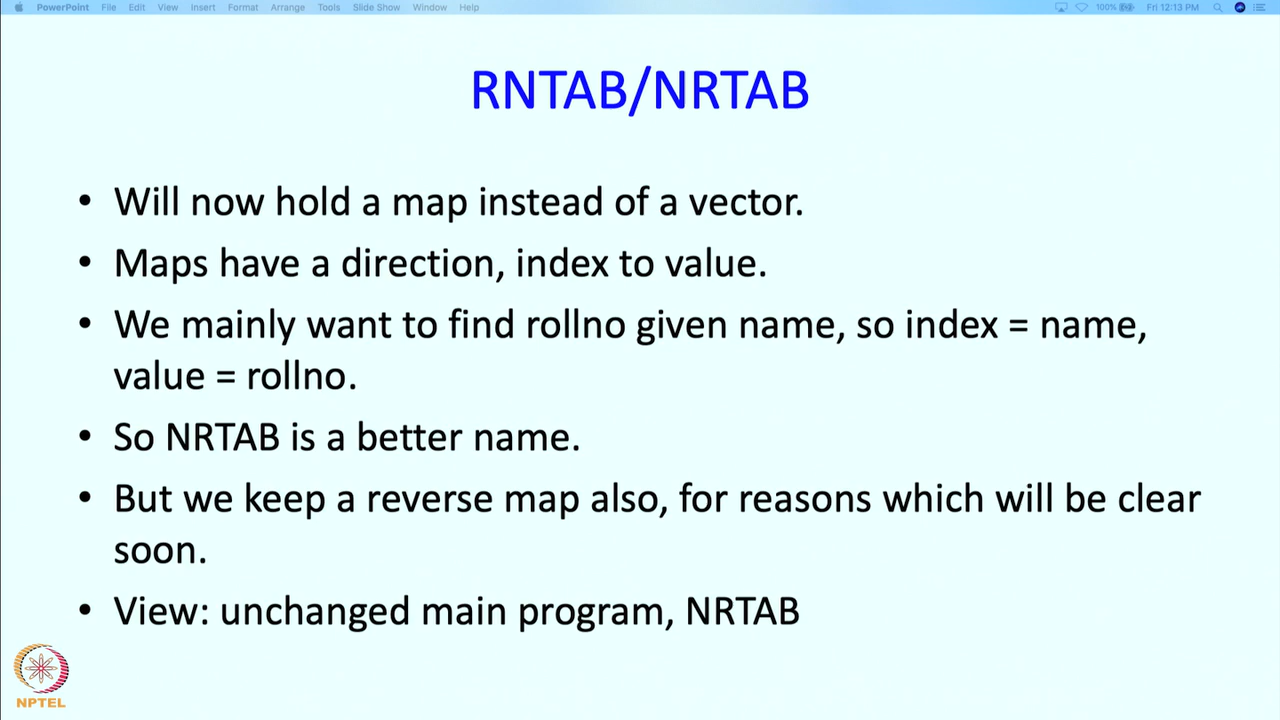 PowerPoint File Edit View Insert Format Arrange Tools Slide Show Window Help 100% Fri 12:13 PM
RNTAB/NRTAB
• Will now hold a map instead of a vector.
• Maps have a direction, index to value.
• We mainly want to find rollno given name, so index = name,
value = rollno.
• So NRTAB is a better name.
• But we keep a reverse map also, for reasons which will be clear
soon.
• View: unchanged main program, NRTAB
NPTEL